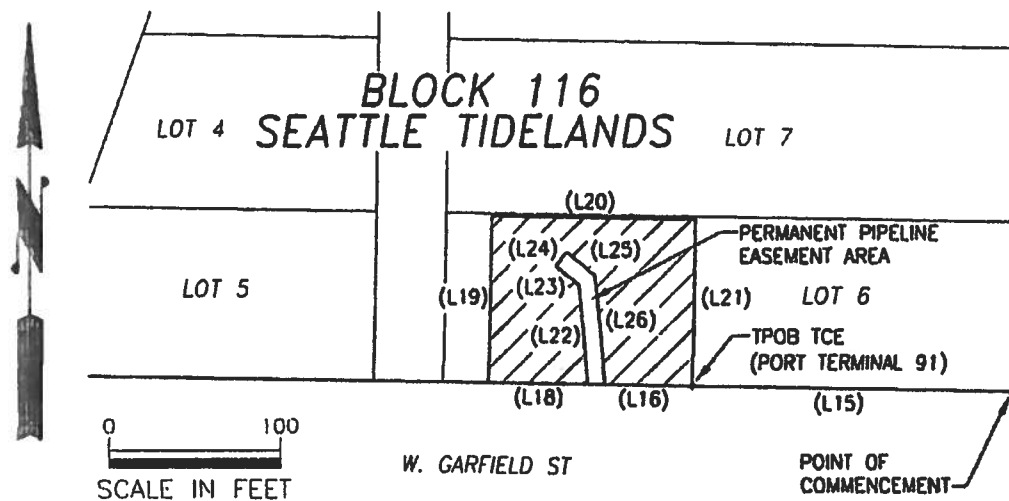 BLOCK 116
LOT 4
SEATTLE TIDELANDS
LOT 7
(L20)
(L24)
(L25)
PERMANENT PIPELINE
EASEMENT AREA
LOT 5
(L19)
(L23)
(L21)
LOT 6
(L22)
(L26)
TPOB TCE
(PORT TERMINAL 91)
(L18)
(L16)
(L15)
0
100
SCALE IN FEET
W. GARFIELD ST
POINT OF
COMMENCEMENT